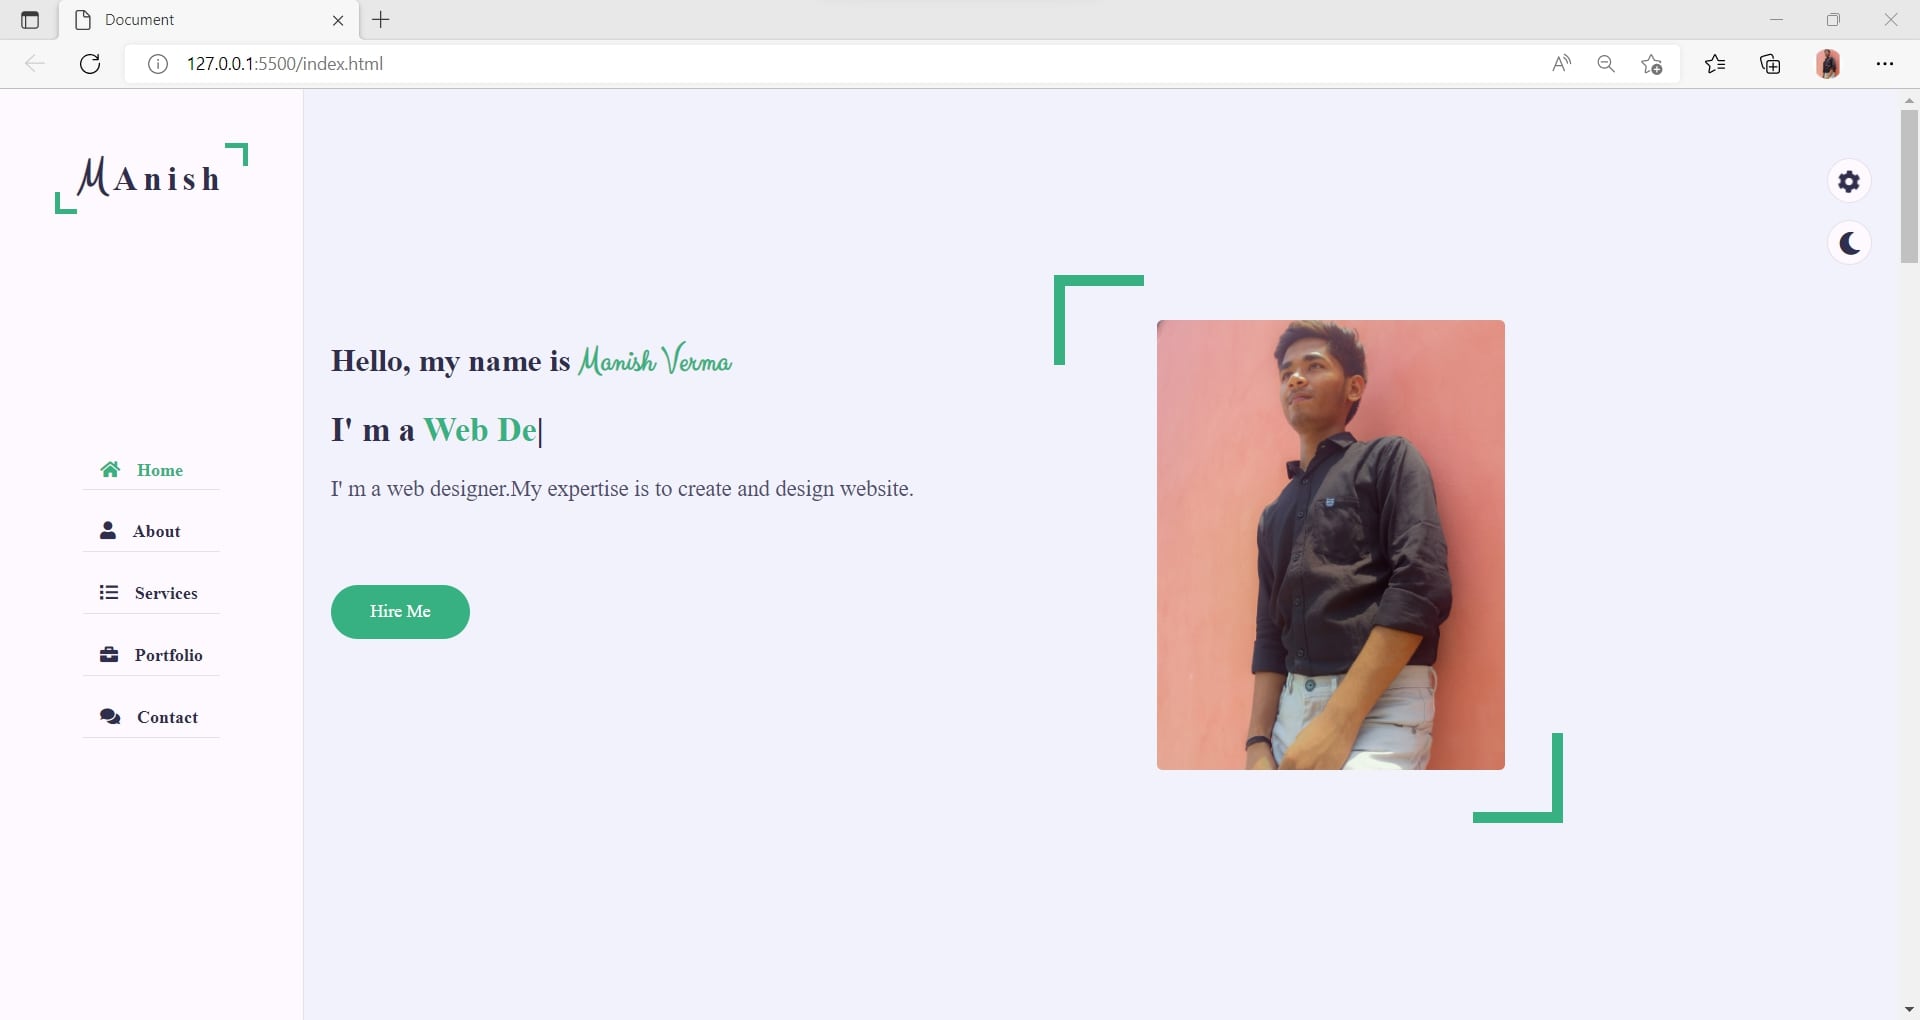 Document
127.0.0.1:5500/index.html
MAnish
Home
About
Services
Portfolio
Contact
Hello, my name is Manish Verma
I' m a Web De|
I' m a web designer.My expertise is to create and design website.
Hire Me